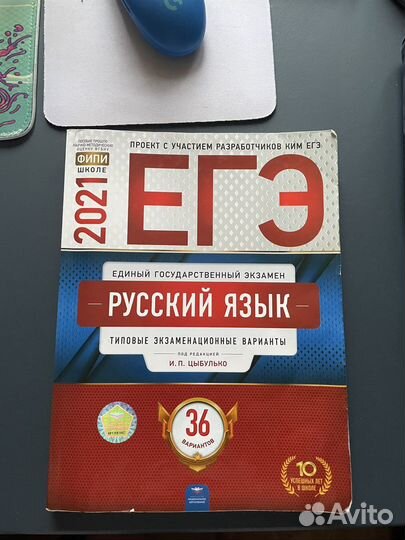 ПРОЕКТ С УЧАСТИЕМ РАЗРАБОТЧИКОВ КИМ ЕГЭ
ФИПИ
ШКОЛЕ
2021
ЕГЭ
ЕДИНЫЙ ГОСУДАРСТВЕННЫЙ ЭКЗАМЕН
РУССКИЙ ЯЗЫК
ТИПОВЫЕ ЭКЗАМЕНАЦИОННЫЕ ВАРИАНТЫ
ПОД РЕДАКЦИЕЙ
И. П. ЦЫБУЛЬКО
36
ВАРИАНТОВ
10
УСПЕШНЫХ ЛЕТ
В ШКОЛЕ
Avito